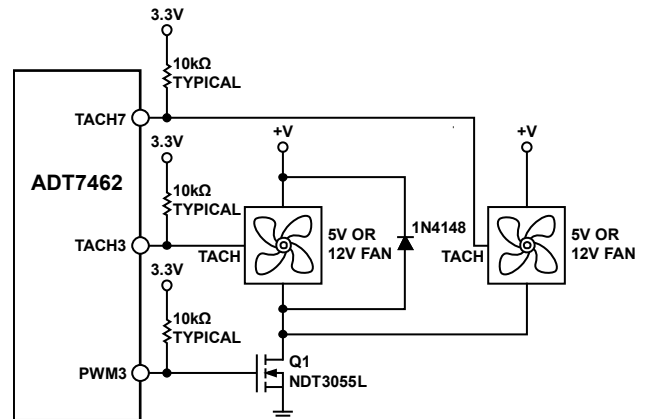 3.3V
10kΩ
TYPICAL
TACH7
3.3V
+V
+V
ADT7462
10kΩ
TYPICAL
1N4148
5V OR
12V FAN
5V OR
12V FAN
TACH3
TACH
TACH
3.3V
10kΩ
TYPICAL
Q1
NDT3055L
PWM3